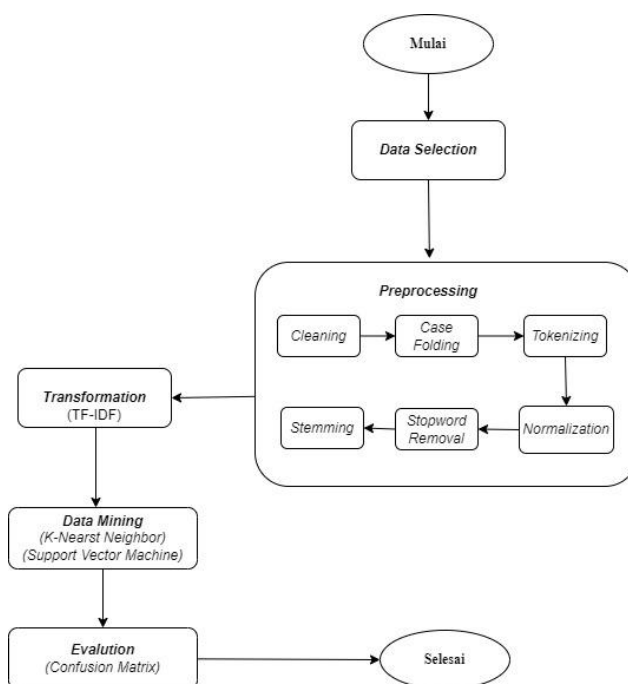 Mulai
Data Selection
Preprocessing
Cleaning
Case
Folding
Tokenizing
Normalization
Stopword
Removal
Stemming
Transformation
(TF-IDF)
Data Mining
(K-Nearst Neighbor)
(Support Vector Machine)
Evalution
(Confusion Matrix)
Selesai